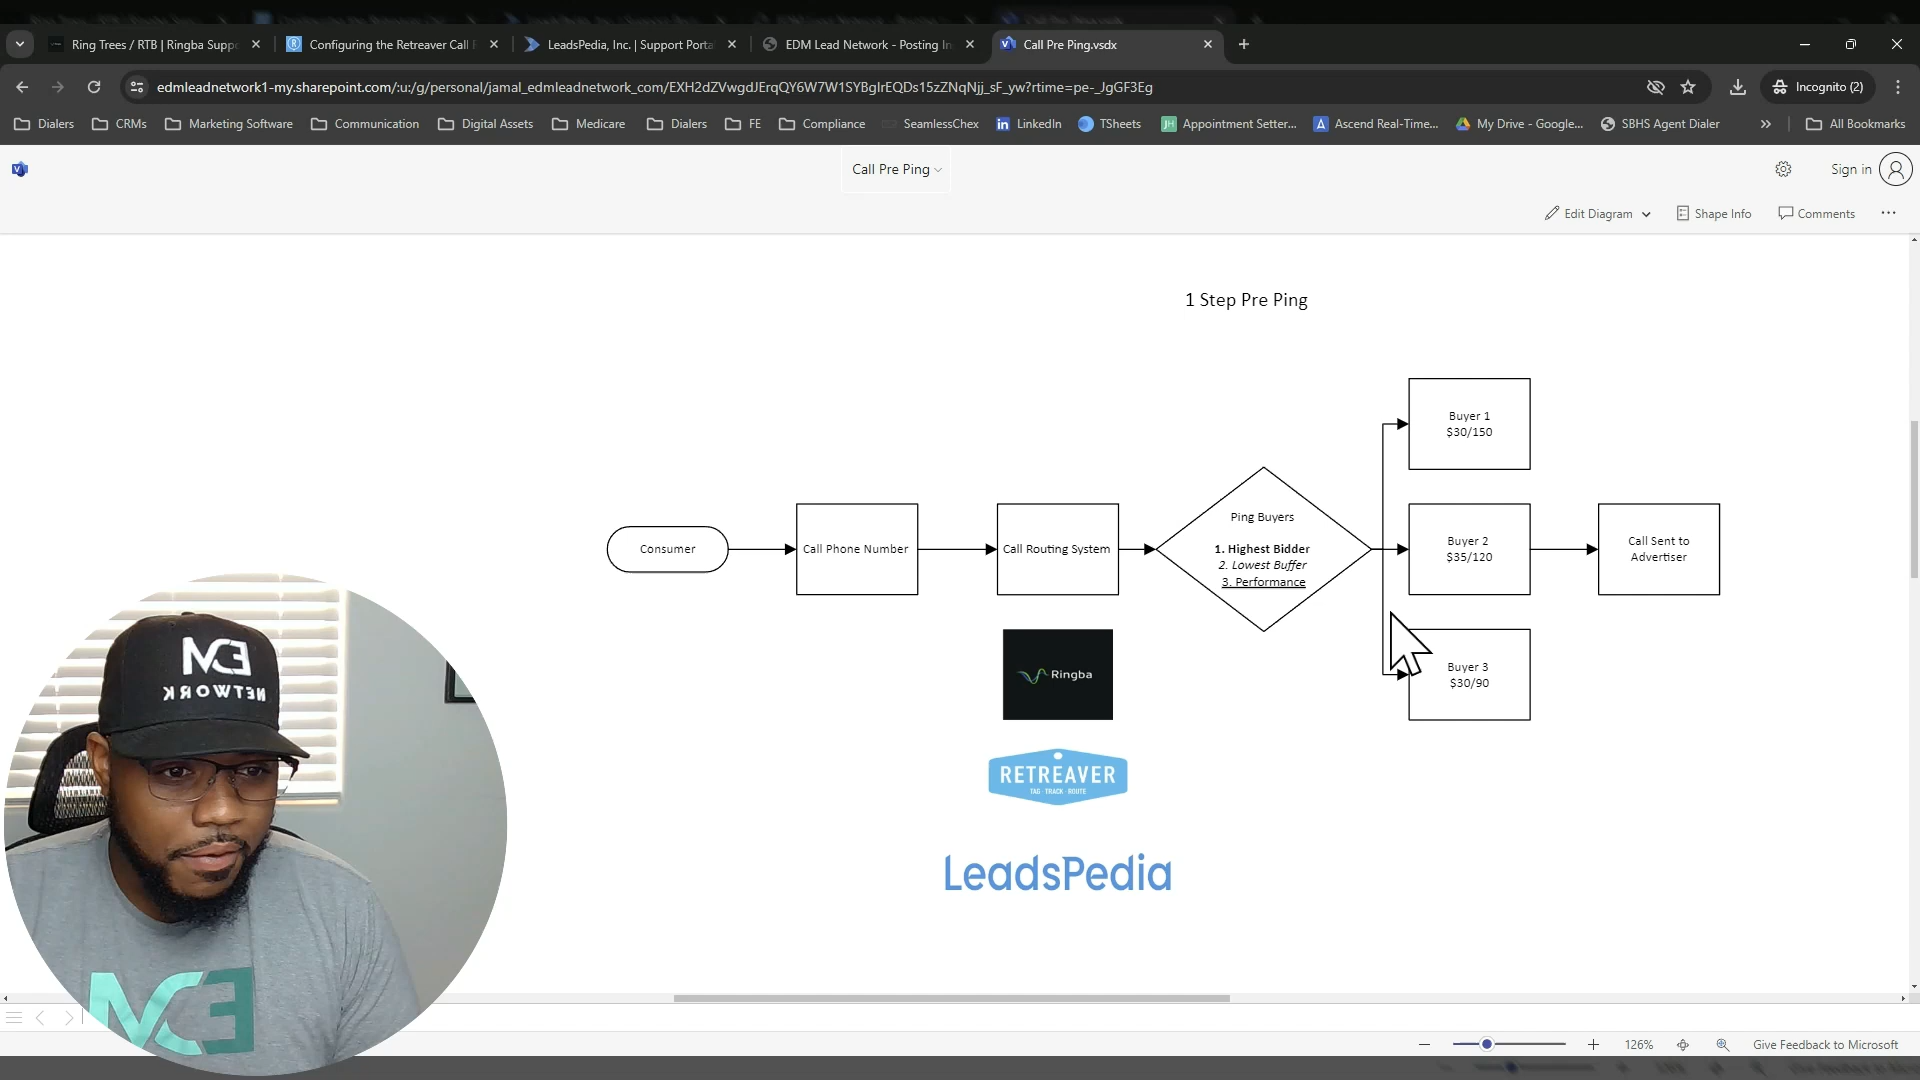 Ring Trees / RTB | Ringba Supp
Configuring the Retreaver Call
LeadsPedia, Inc. | Support Porta
EDM Lead Network - Posting In
Call Pre Ping.vsdx
edmleadnetwork1-my.sharepoint.com/:u:/g/personal/jamal_edmleadnetwork_com/EXH2dZVwgdJErqQY6W7W1SYBglrEQDs15zZNqNjj_sF_yw?rtime=pe-_JgGF3Eg
Incognito (2)
Dialers
CRMs
Marketing Software
Communication
Digital Assets
Medicare
Dialers
FE
Compliance
SeamlessChex
LinkedIn
TSheets
Appointment Setter...
Ascend Real-Time...
My Drive - Google...
SBHS Agent Dialer
All Bookmarks
Call Pre Ping
Sign in
Edit Diagram
Shape Info
Comments
1 Step Pre Ping
Consumer
Call Phone Number
Call Routing System
Ping Buyers
1. Highest Bidder
2. Lowest Buffer
3. Performance
Buyer 1
$30/150
Buyer 2
$35/120
Buyer 3
$30/90
Call Sent to
Advertiser
Ringba
RETREAVER
TAG · TRACK · ROUTE
LeadsPedia
EM
NETWORK
126%
Give Feedback to Microsoft